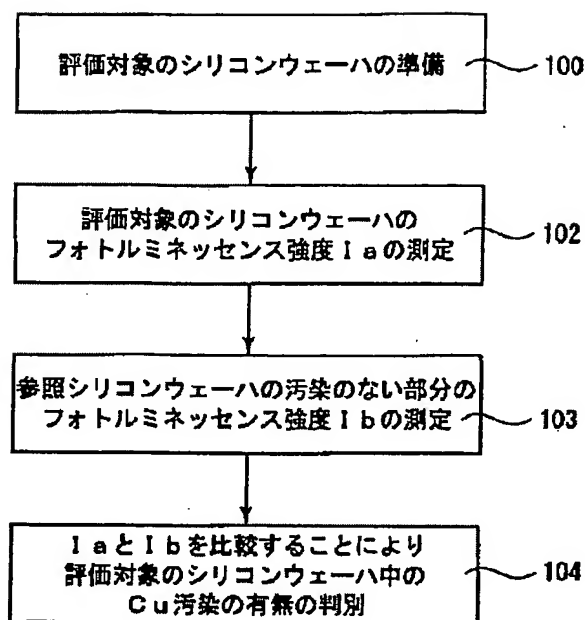 評価対象のシリコンウェーハの準備
100
評価対象のシリコンウェーハの
フォトルミネッセンス強度Iaの測定
102
参照シリコンウェーハの汚染のない部分の
フォトルミネッセンス強度Ibの測定
103
IaとIbを比較することにより
評価対象のシリコンウェーハ中の
Cu汚染の有無の判別
104